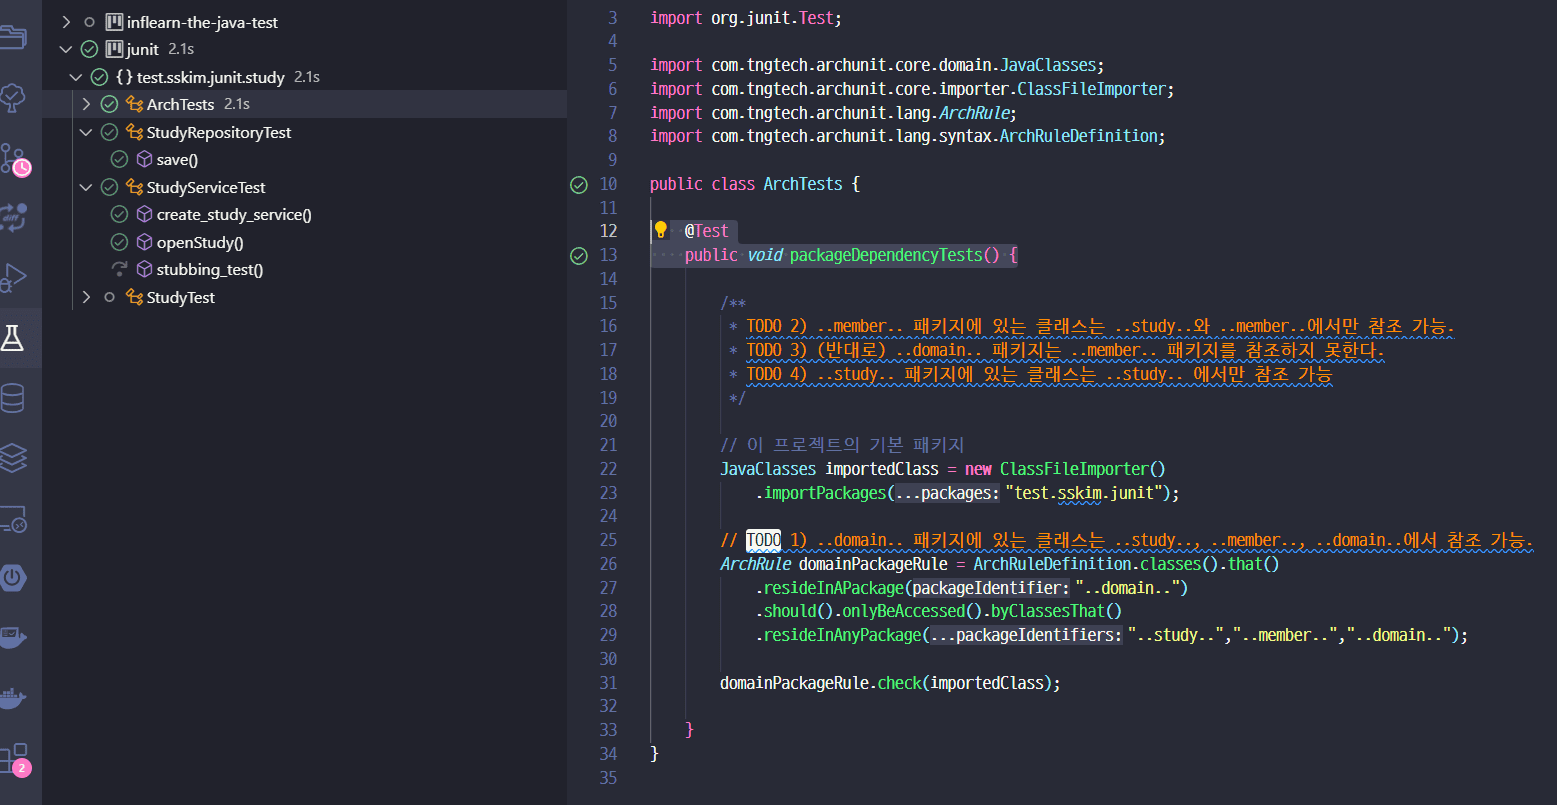 inflearn-the-java-test
junit 2.1s
{} test.sskim.junit.study 2.1s
ArchTests 2.1s
StudyRepositoryTest
save()
StudyServiceTest
create_study_service()
openStudy()
stubbing_test()
StudyTest
diff
2
3 import org.junit.Test;
4
5 import com.tngtech.archunit.core.domain.JavaClasses;
6 import com.tngtech.archunit.core.importer.ClassFileImporter;
7 import com.tngtech.archunit.lang.ArchRule;
8 import com.tngtech.archunit.lang.syntax.ArchRuleDefinition;
9
10 public class ArchTests {
11
12 @Test
13 public void packageDependencyTests() {
14
15 /**
16 * TODO 2) ..member.. 패키지에 있는 클래스는 ..study..와 ..member..에서만 참조 가능.
17 * TODO 3) (반대로) ..domain.. 패키지는 ..member.. 패키지를 참조하지 못한다.
18 * TODO 4) ..study.. 패키지에 있는 클래스는 ..study.. 에서만 참조 가능
19 */
20
21 // 이 프로젝트의 기본 패키지
22 JavaClasses importedClass = new ClassFileImporter()
23 .importPackages(...packages: "test.sskim.junit");
24
25 // TODO 1) ..domain.. 패키지에 있는 클래스는 ..study.., ..member.., ..domain..에서 참조 가능.
26 ArchRule domainPackageRule = ArchRuleDefinition.classes().that()
27 .resideInAPackage(packageIdentifier: "..domain..")
28 .should().onlyBeAccessed().byClassesThat()
29 .resideInAnyPackage(...packageIdentifiers: "..study..","..member..","..domain..");
30
31 domainPackageRule.check(importedClass);
32
33 }
34 }
35